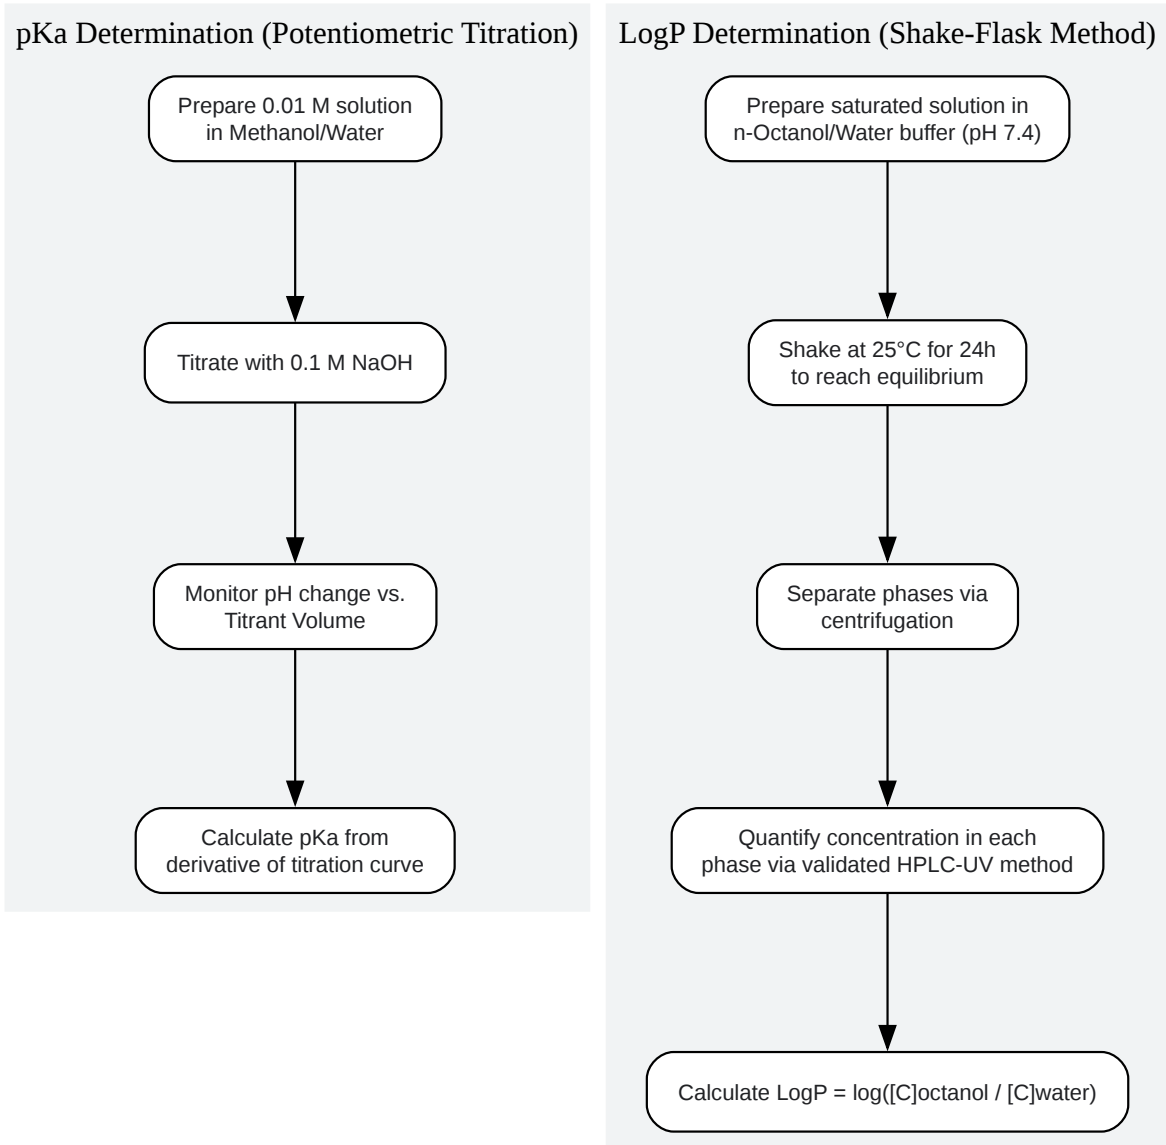 pKa Determination (Potentiometric Titration)
Prepare 0.01 M solution
in Methanol/Water
Titrate with 0.1 M NaOH
Monitor pH change vs.
Titrant Volume
Calculate pKa from
derivative of titration curve
LogP Determination (Shake-Flask Method)
Prepare saturated solution in
n-Octanol/Water buffer (pH 7.4)
Shake at 25°C for 24h
to reach equilibrium
Separate phases via
centrifugation
Quantify concentration in each
phase via validated HPLC-UV method
Calculate LogP = log([C]octanol / [C]water)